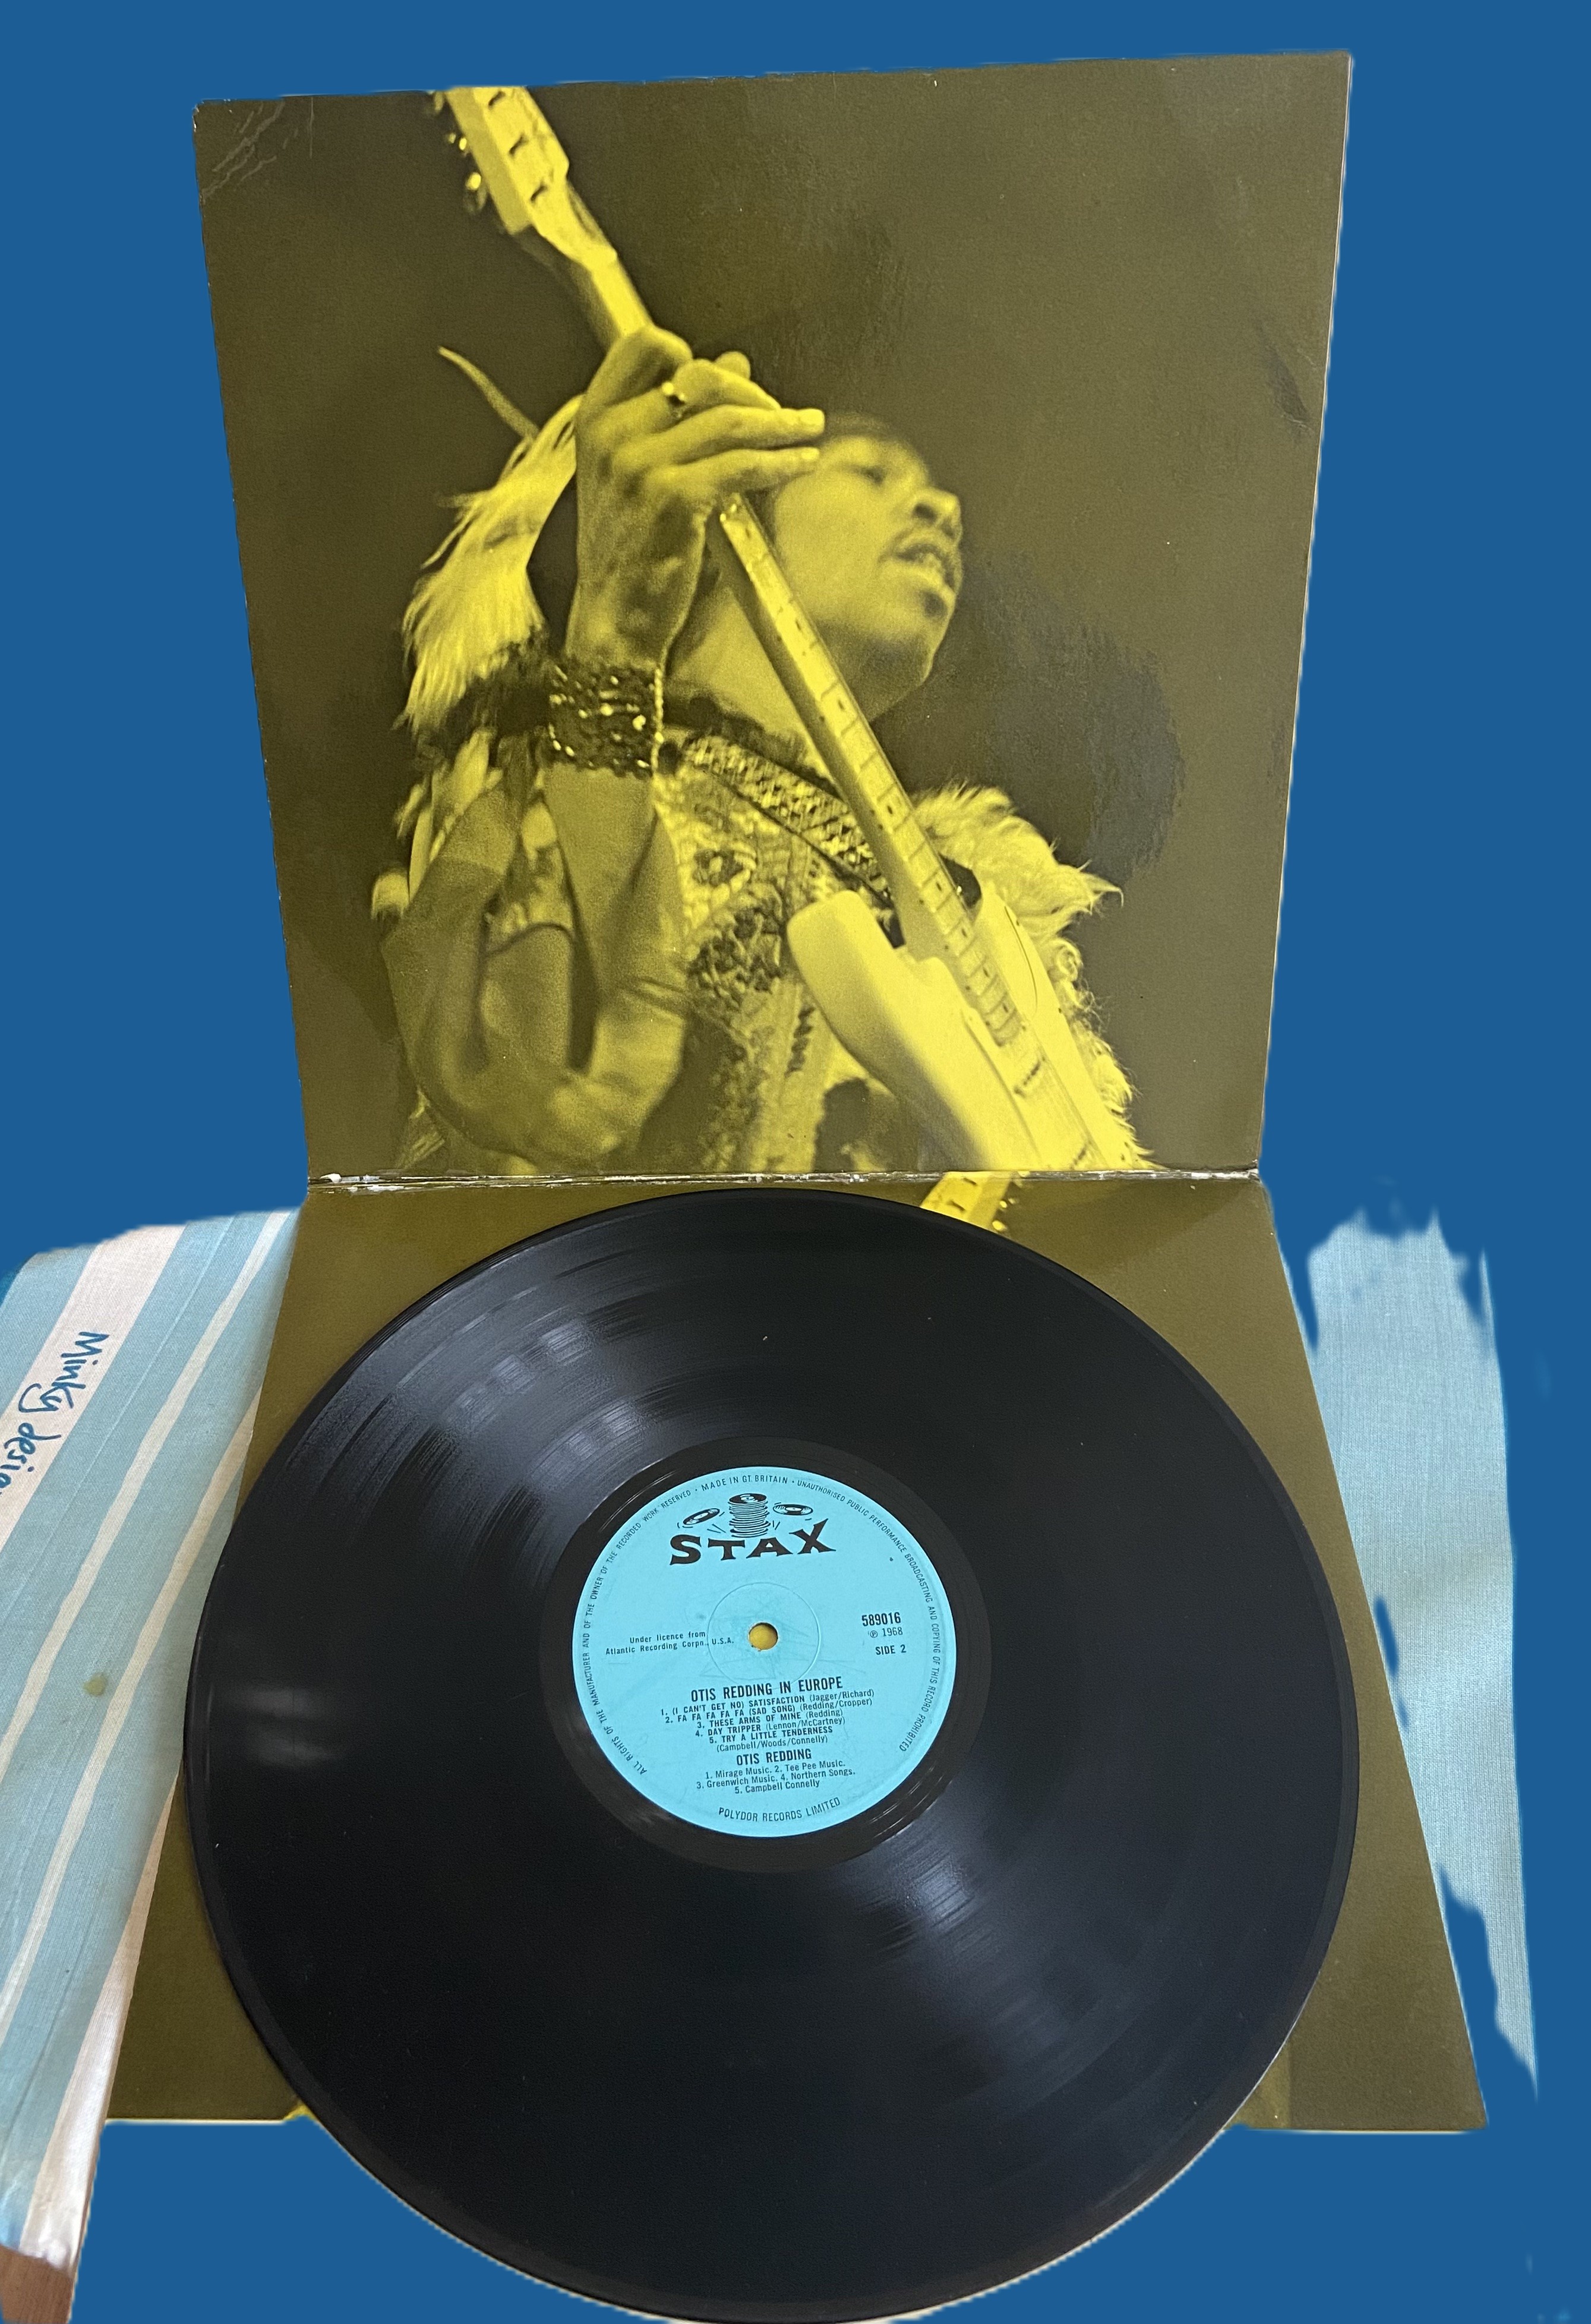 Minky desig
ALL RIGHTS OF THE MANUFACTURER AND OF THE OWNER OF THE RECORDED WORK RESERVED · MADE IN GT. BRITAIN · UNAUTHORISED PUBLIC PERFORMANCE BROADCASTING AND COPYING OF THIS RECORD PROHIBITED
STAX
589016
℗ 1968
SIDE 2
Under licence from
Atlantic Recording Corpn., U.S.A.
OTIS REDDING IN EUROPE
1. (I CAN'T GET NO) SATISFACTION (Jagger/Richard)
2. FA FA FA FA FA (SAD SONG) (Redding/Cropper)
3. THESE ARMS OF MINE (Redding)
4. DAY TRIPPER (Lennon/McCartney)
5. TRY A LITTLE TENDERNESS
(Campbell/Woods/Connelly)
OTIS REDDING
1. Mirage Music. 2. Tee Pee Music.
3. Greenwich Music. 4. Northern Songs.
5. Campbell Connelly
POLYDOR RECORDS LIMITED